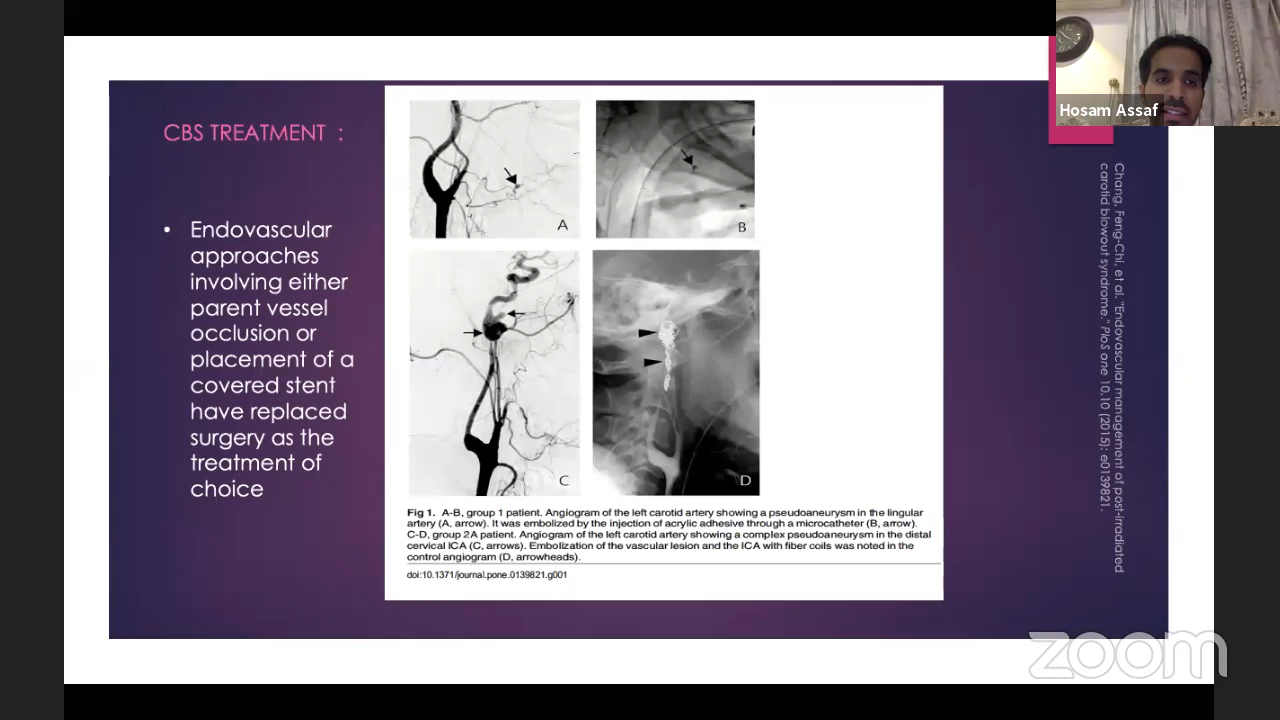 CBS TREATMENT :
• Endovascular
approaches
involving either
parent vessel
occlusion or
placement of a
covered stent
have replaced
surgery as the
treatment of
choice
A
B
C
D
Fig 1. A-B, group 1 patient. Angiogram of the left carotid artery showing a pseudoaneurysm in the lingular
artery (A, arrow). It was embolized by the injection of acrylic adhesive through a microcatheter (B, arrow).
C-D, group 2A patient. Angiogram of the left carotid artery showing a complex pseudoaneurysm in the distal
cervical ICA (C, arrows). Embolization of the vascular lesion and the ICA with fiber coils was noted in the
control angiogram (D, arrowheads).
doi:10.1371/journal.pone.0139821.g001
Chang, Feng-Chi, et al. "Endovascular management of post-irradiated
carotid blowout syndrome." PloS one 10.10 (2015): e0139821.
Hosam Assaf
zoom